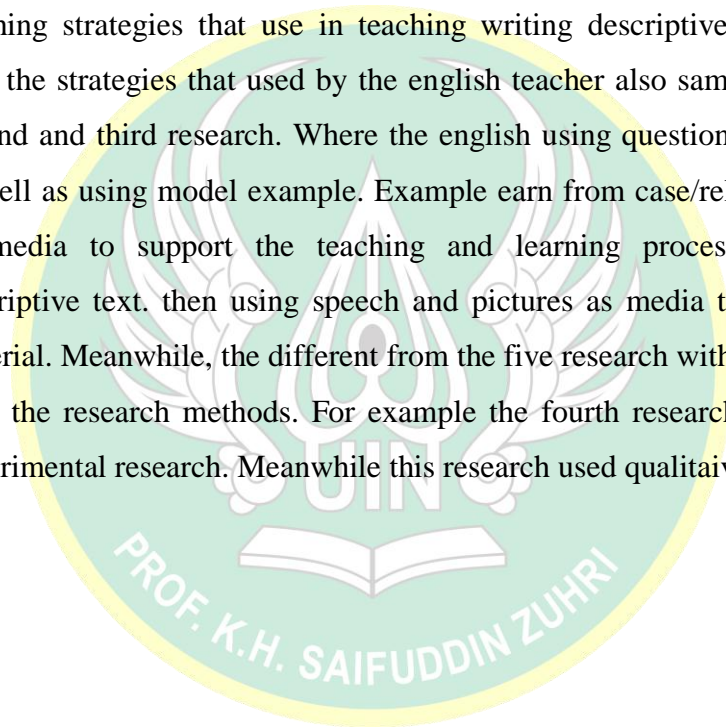 ning strategies that use in teaching writing descriptive
the strategies that used by the english teacher also sam
nd and third research. Where the english using question
ell as using model example. Example earn from case/rel
media to support the teaching and learning proces
riptive text. then using speech and pictures as media t
erial. Meanwhile, the different from the five research with
the research methods. For example the fourth research
rimental research. Meanwhile this research used qualitaiv
UIN
PROF. K.H. SAIFUDDIN ZUHRI